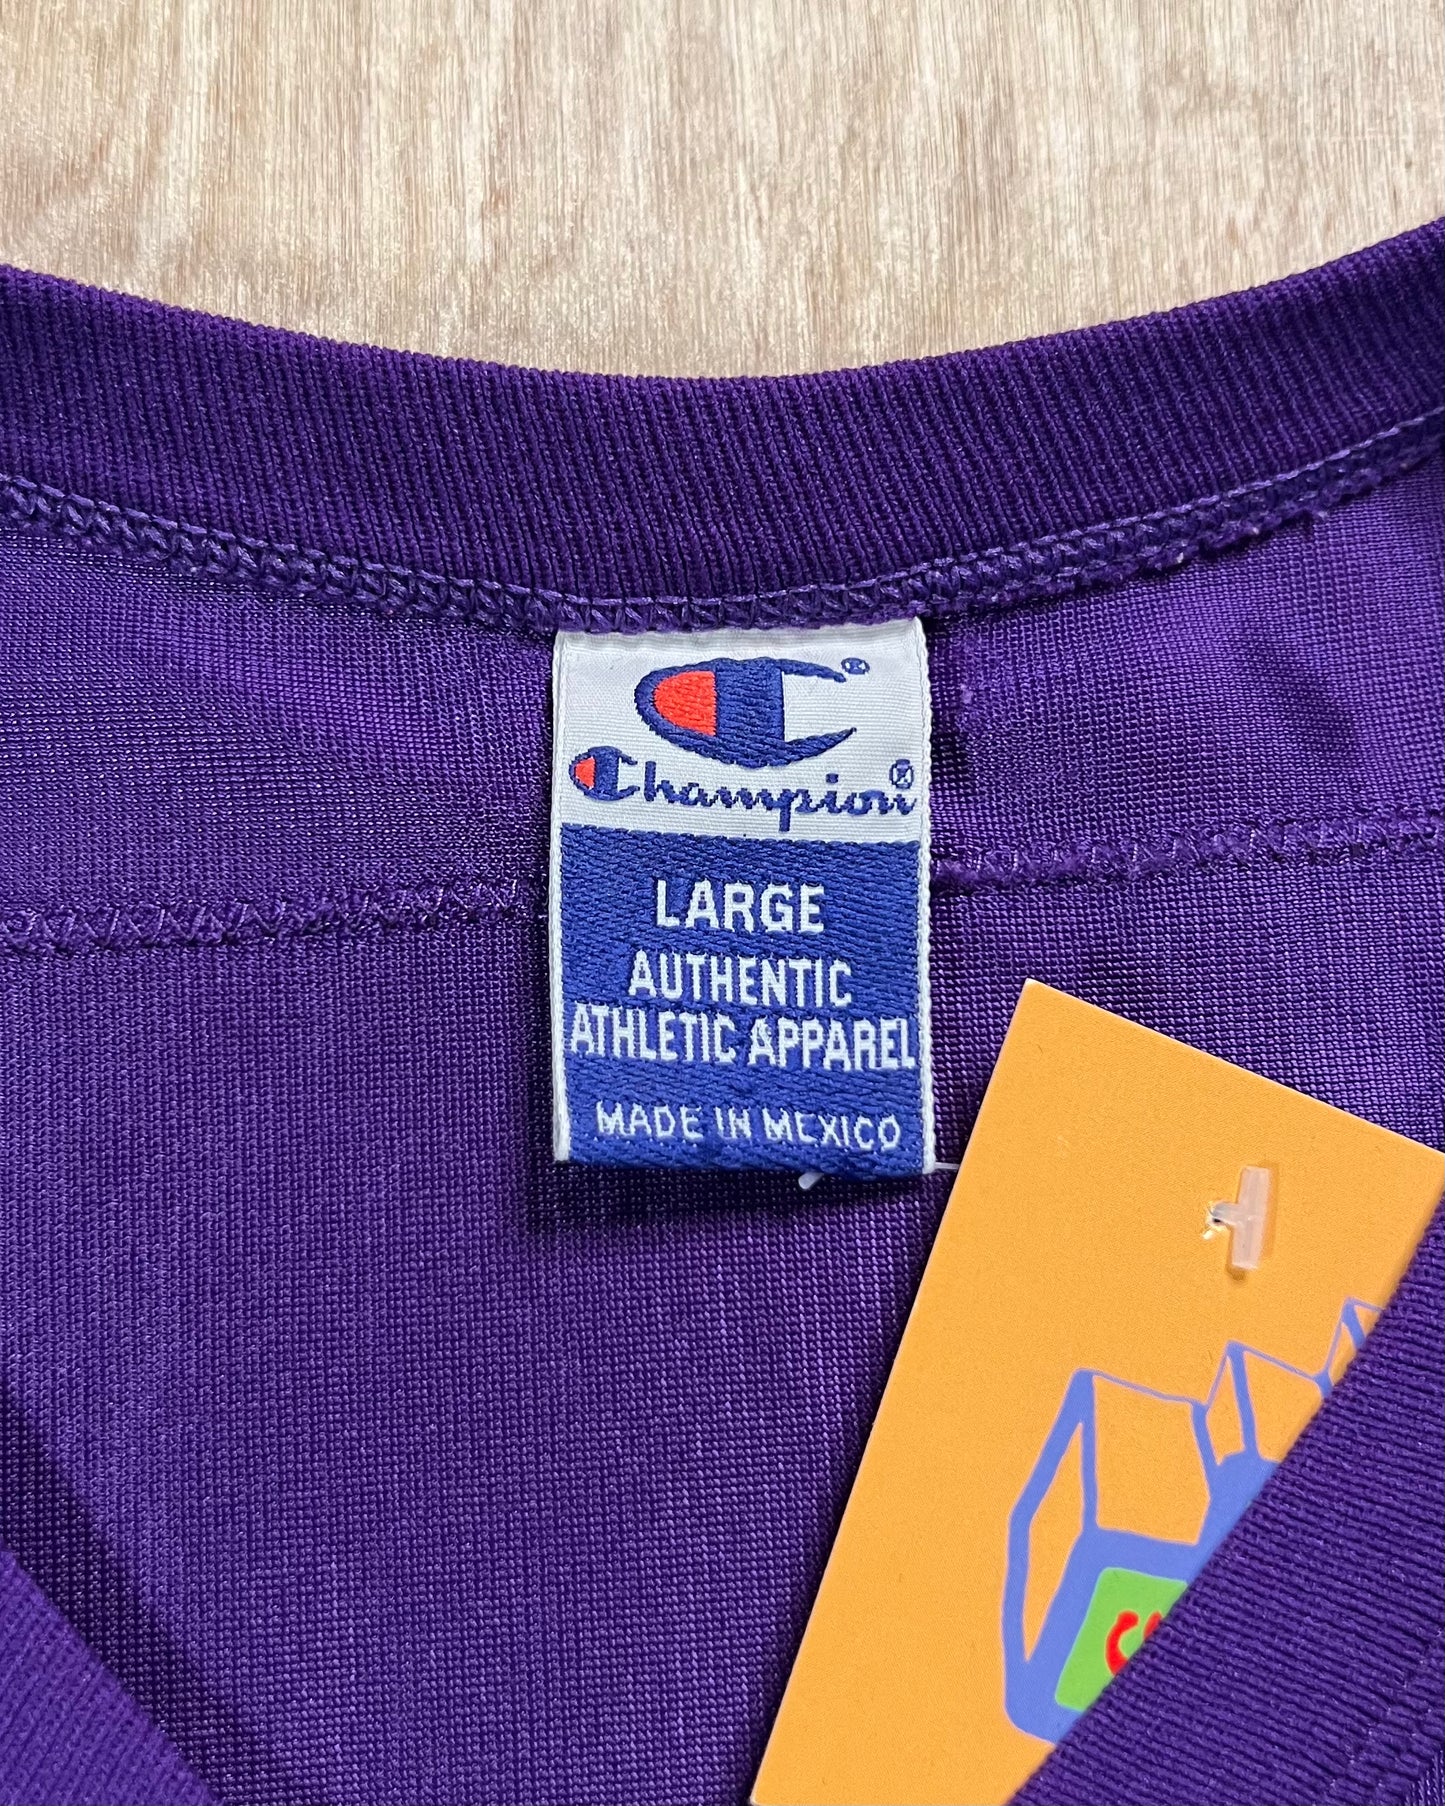 Champion®
LARGE
AUTHENTIC
ATHLETIC APPAREL
MADE IN MEXICO